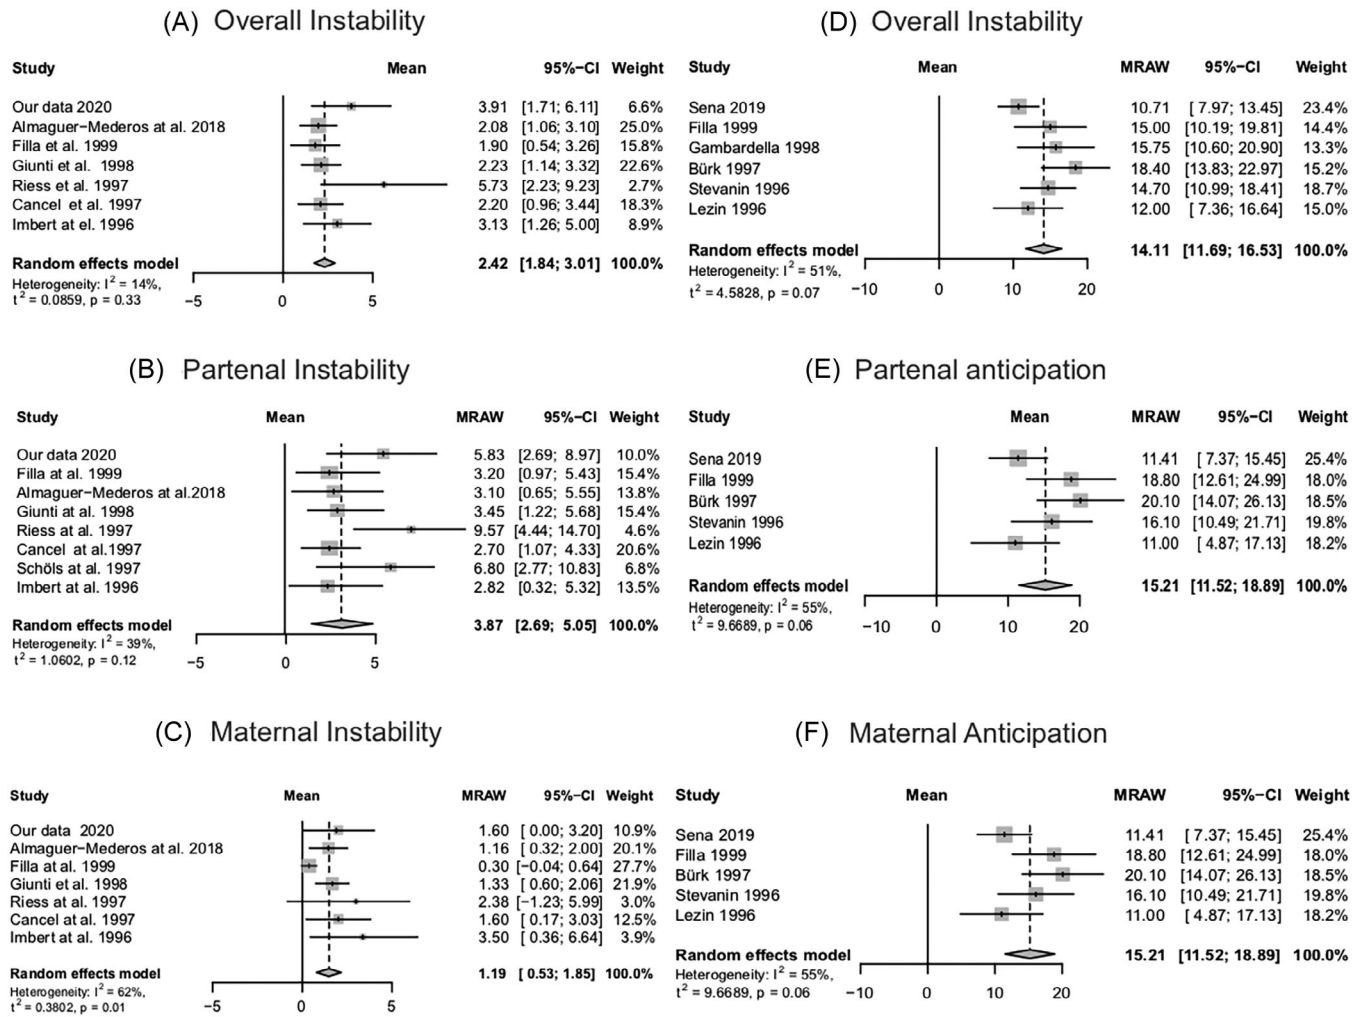 (A) Overall Instability
Study Mean 95%−CI Weight
Our data 2020 3.91 [1.71; 6.11] 6.6%
Almaguer−Mederos at al. 2018 2.08 [1.06; 3.10] 25.0%
Filla et al. 1999 1.90 [0.54; 3.26] 15.8%
Giunti et al. 1998 2.23 [1.14; 3.32] 22.6%
Riess et al. 1997 5.73 [2.23; 9.23] 2.7%
Cancel et al. 1997 2.20 [0.96; 3.44] 18.3%
Imbert at el. 1996 3.13 [1.26; 5.00] 8.9%
Random effects model 2.42 [1.84; 3.01] 100.0%
Heterogeneity: I² = 14%,
t² = 0.0859, p = 0.33
−5 0 5
(D) Overall Instability
Study Mean MRAW 95%−CI Weight
Sena 2019 10.71 [ 7.97; 13.45] 23.4%
Filla 1999 15.00 [10.19; 19.81] 14.4%
Gambardella 1998 15.75 [10.60; 20.90] 13.3%
Bürk 1997 18.40 [13.83; 22.97] 15.2%
Stevanin 1996 14.70 [10.99; 18.41] 18.7%
Lezin 1996 12.00 [ 7.36; 16.64] 15.0%
Random effects model 14.11 [11.69; 16.53] 100.0%
Heterogeneity: I² = 51%,
t² = 4.5828, p = 0.07
−10 0 10 20
(B) Partenal Instability
Study Mean MRAW 95%−CI Weight
Our data 2020 5.83 [2.69; 8.97] 10.0%
Filla at al. 1999 3.20 [0.97; 5.43] 15.4%
Almaguer−Mederos at al.2018 3.10 [0.65; 5.55] 13.8%
Giunti et al. 1998 3.45 [1.22; 5.68] 15.4%
Riess at al. 1997 9.57 [4.44; 14.70] 4.6%
Cancel at al.1997 2.70 [1.07; 4.33] 20.6%
Schöls at al. 1997 6.80 [2.77; 10.83] 6.8%
Imbert at al. 1996 2.82 [0.32; 5.32] 13.5%
Random effects model 3.87 [2.69; 5.05] 100.0%
Heterogeneity: I² = 39%,
t² = 1.0602, p = 0.12
−5 0 5
(E) Partenal anticipation
Study Mean MRAW 95%−CI Weight
Sena 2019 11.41 [ 7.37; 15.45] 25.4%
Filla 1999 18.80 [12.61; 24.99] 18.0%
Bürk 1997 20.10 [14.07; 26.13] 18.5%
Stevanin 1996 16.10 [10.49; 21.71] 19.8%
Lezin 1996 11.00 [ 4.87; 17.13] 18.2%
Random effects model 15.21 [11.52; 18.89] 100.0%
Heterogeneity: I² = 55%,
t² = 9.6689, p = 0.06
−10 0 10 20
(C) Maternal Instability
Study Mean MRAW 95%−CI Weight
Our data 2020 1.60 [ 0.00; 3.20] 10.9%
Almaguer−Mederos at al. 2018 1.16 [ 0.32; 2.00] 20.1%
Filla at al. 1999 0.30 [−0.04; 0.64] 27.7%
Giunti et al. 1998 1.33 [ 0.60; 2.06] 21.9%
Riess at al. 1997 2.38 [−1.23; 5.99] 3.0%
Cancel at al. 1997 1.60 [ 0.17; 3.03] 12.5%
Imbert at al. 1996 3.50 [ 0.36; 6.64] 3.9%
Random effects model 1.19 [ 0.53; 1.85] 100.0%
Heterogeneity: I² = 62%,
t² = 0.3802, p = 0.01
−5 0 5
(F) Maternal Anticipation
Study Mean MRAW 95%−CI Weight
Sena 2019 11.41 [ 7.37; 15.45] 25.4%
Filla 1999 18.80 [12.61; 24.99] 18.0%
Bürk 1997 20.10 [14.07; 26.13] 18.5%
Stevanin 1996 16.10 [10.49; 21.71] 19.8%
Lezin 1996 11.00 [ 4.87; 17.13] 18.2%
Random effects model 15.21 [11.52; 18.89] 100.0%
Heterogeneity: I² = 55%,
t² = 9.6689, p = 0.06
−10 0 10 20